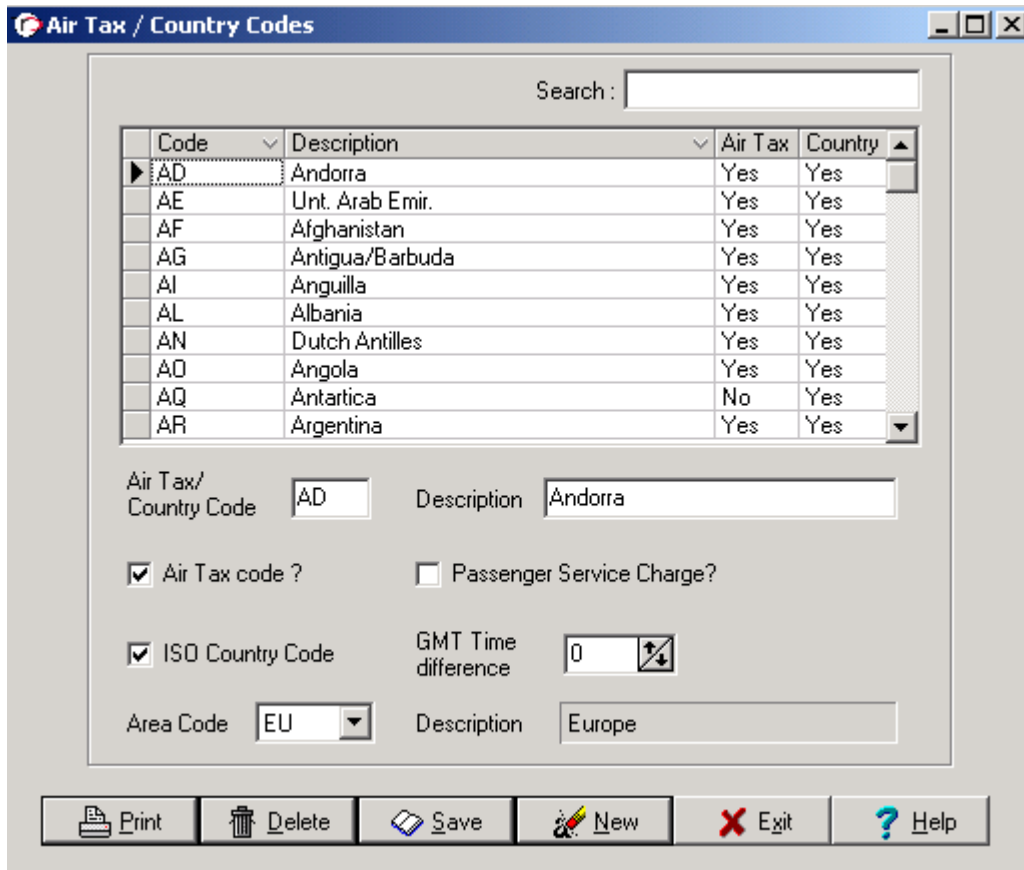 Air Tax / Country Codes
Search :
Code Description Air Tax Country
AD Andorra Yes Yes
AE Unt. Arab Emir. Yes Yes
AF Afghanistan Yes Yes
AG Antigua/Barbuda Yes Yes
AI Anguilla Yes Yes
AL Albania Yes Yes
AN Dutch Antilles Yes Yes
AO Angola Yes Yes
AQ Antartica No Yes
AR Argentina Yes Yes
Air Tax/
Country Code AD Description Andorra
Air Tax code ? Passenger Service Charge?
ISO Country Code GMT Time
difference 0
Area Code EU Description Europe
Print Delete Save New Exit Help